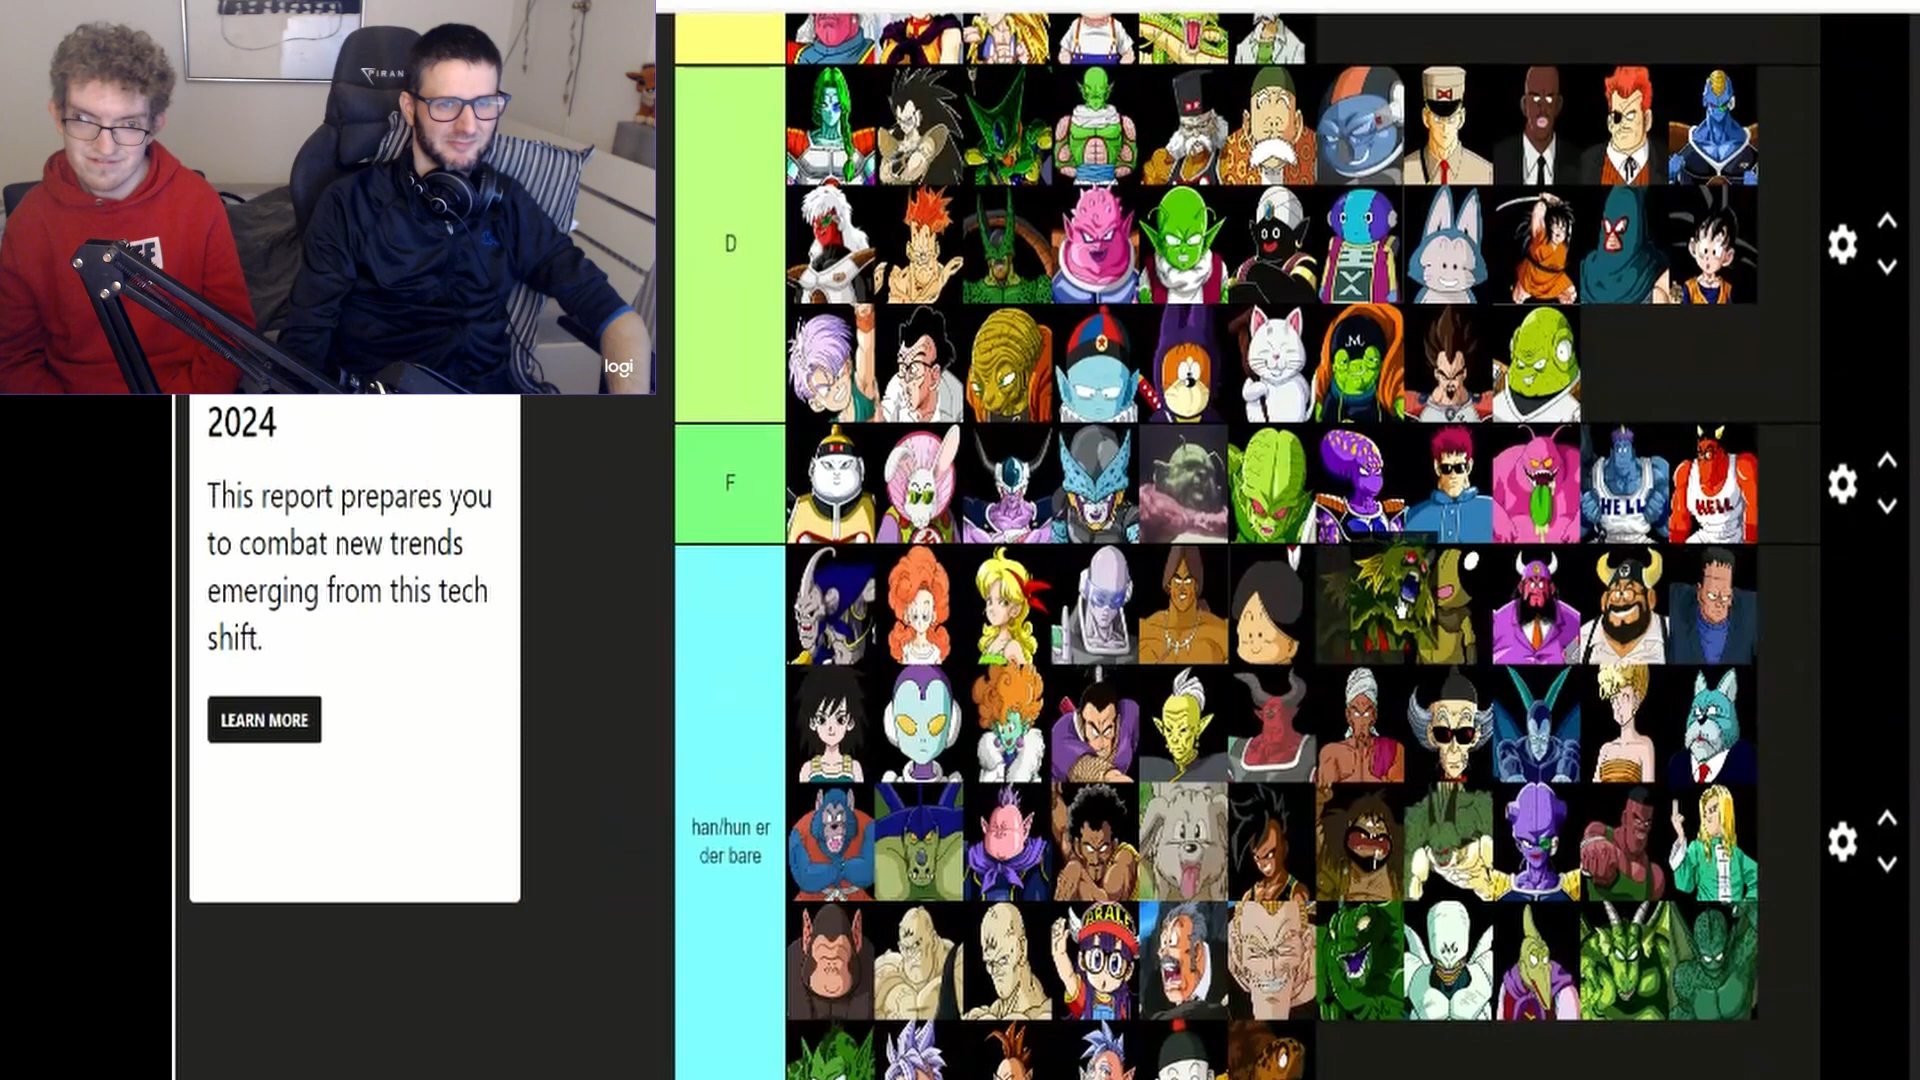 PIRAN
logi
2024
This report prepares you
to combat new trends
emerging from this tech
shift.
LEARN MORE
D
F
HELL
HELL
han/hun er
der bare
ARALE